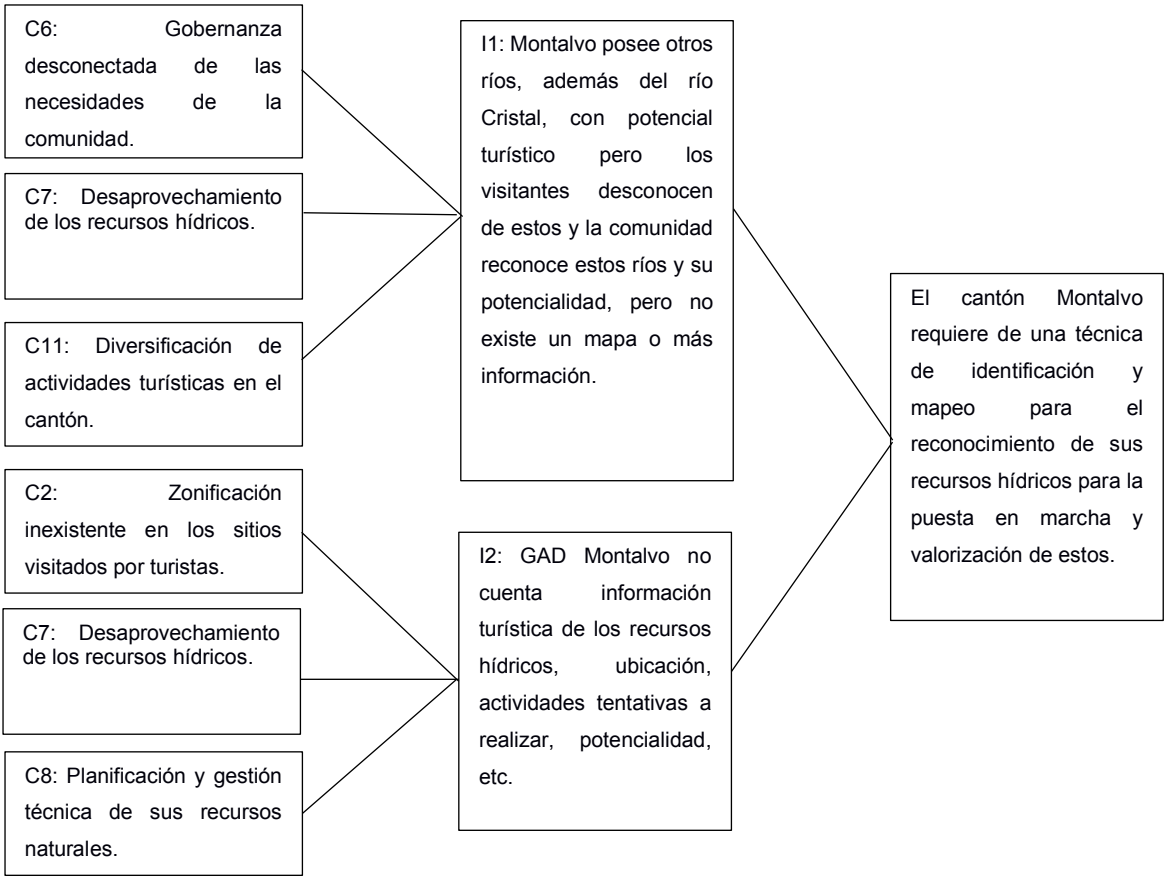 C6: Gobernanza
desconectada de las
necesidades de la
comunidad.
C7: Desaprovechamiento
de los recursos hídricos.
C11: Diversificación de
actividades turísticas en el
cantón.
C2: Zonificación
inexistente en los sitios
visitados por turistas.
C7: Desaprovechamiento
de los recursos hídricos.
C8: Planificación y gestión
técnica de sus recursos
naturales.
I1: Montalvo posee otros
ríos, además del río
Cristal, con potencial
turístico pero los
visitantes desconocen
de estos y la comunidad
reconoce estos ríos y su
potencialidad, pero no
existe un mapa o más
información.
I2: GAD Montalvo no
cuenta información
turística de los recursos
hídricos, ubicación,
actividades tentativas a
realizar, potencialidad,
etc.
El cantón Montalvo
requiere de una técnica
de identificación y
mapeo para el
reconocimiento de sus
recursos hídricos para la
puesta en marcha y
valorización de estos.